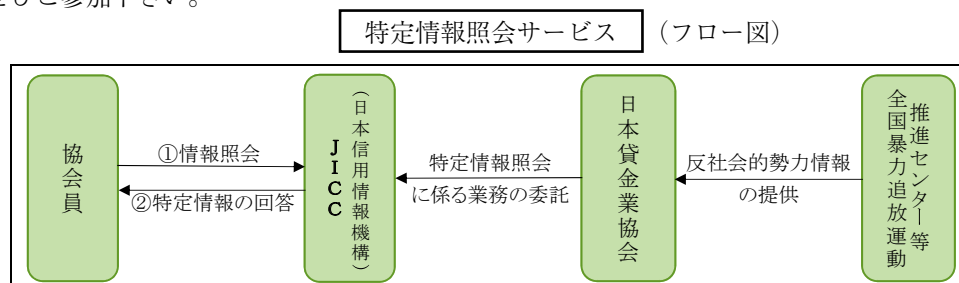 ぜひご参加下さい。
特定情報照会サービス （フロー図）
協会員
①情報照会
②特定情報の回答
JICC
（日本信用情報機構）
特定情報照会
に係る業務の委託
日本貸金業協会
反社会的勢力情報
の提供
全国暴力追放運動
推進センター等